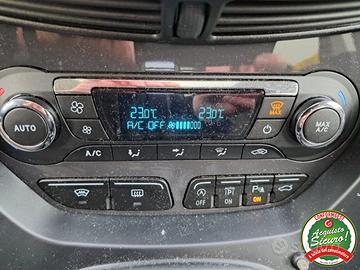 23.0°c 23.0°c
A/C OFF
MAX
AUTO
MAX A/C
A/C
OFF
ON
ON
Acquisto Sicuro!